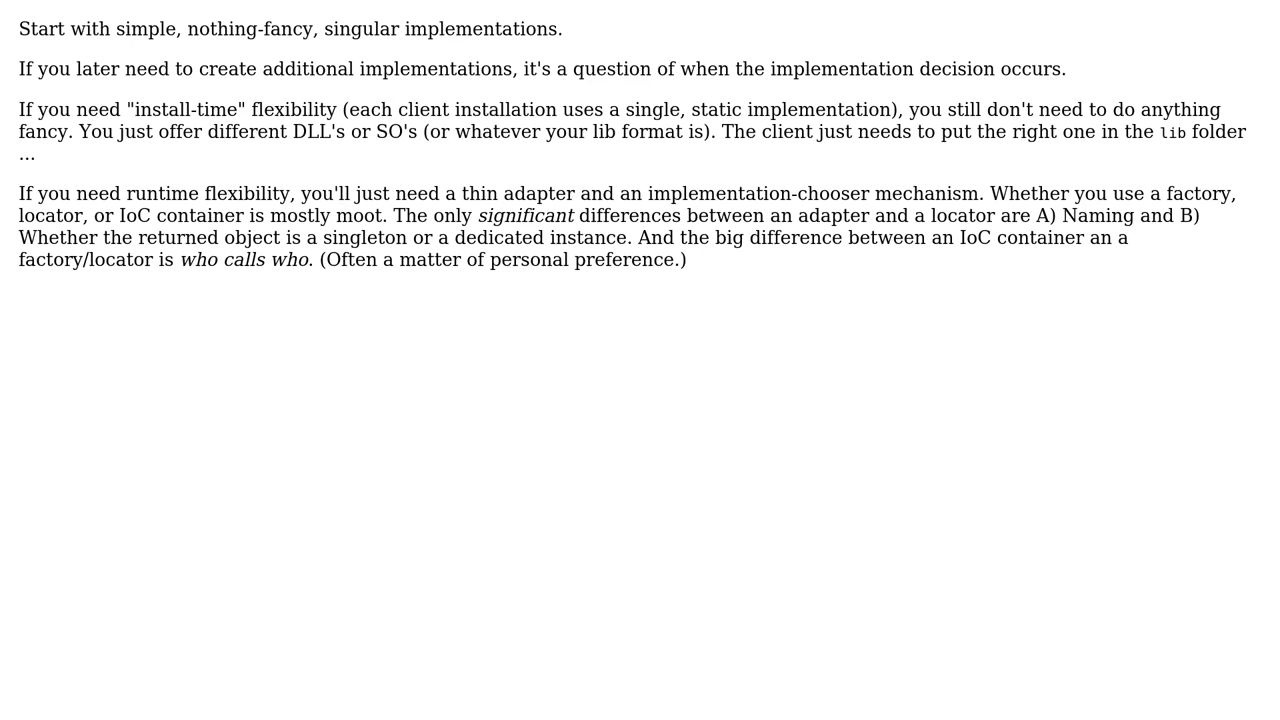 Start with simple, nothing-fancy, singular implementations.
If you later need to create additional implementations, it's a question of when the implementation decision occurs.
If you need "install-time" flexibility (each client installation uses a single, static implementation), you still don't need to do anything
fancy. You just offer different DLL's or SO's (or whatever your lib format is). The client just needs to put the right one in the lib folder
...
If you need runtime flexibility, you'll just need a thin adapter and an implementation-chooser mechanism. Whether you use a factory,
locator, or IoC container is mostly moot. The only significant differences between an adapter and a locator are A) Naming and B)
Whether the returned object is a singleton or a dedicated instance. And the big difference between an IoC container an a
factory/locator is who calls who. (Often a matter of personal preference.)